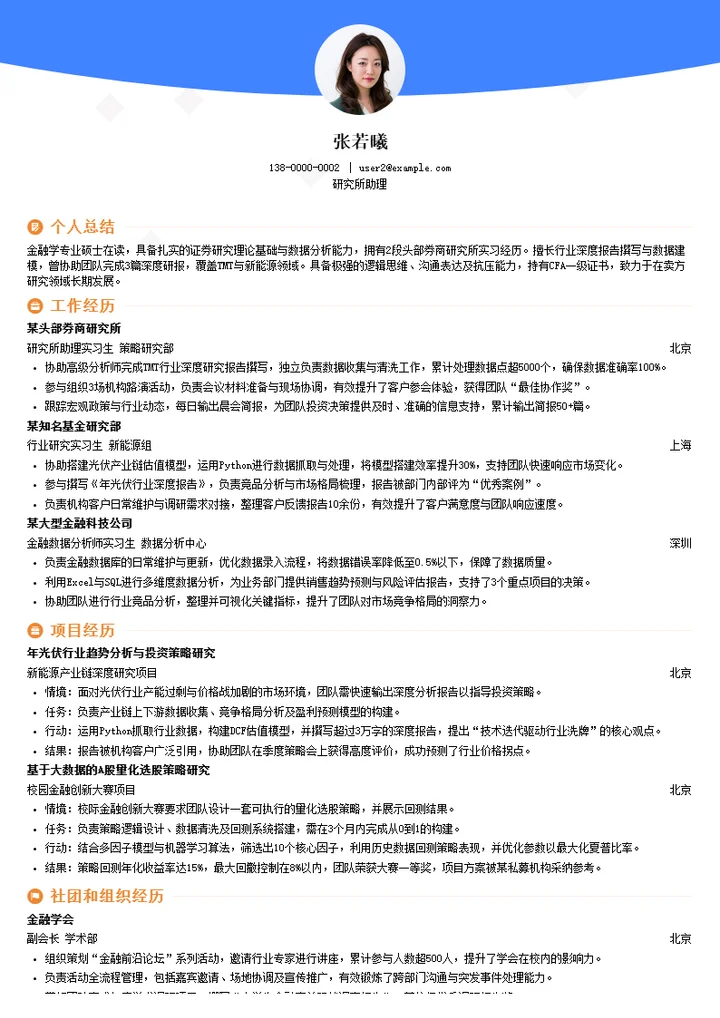 张若曦
138-0000-0002 | user2@example.com
研究所助理
个人总结
金融学专业硕士在读，具备扎实的证券研究理论基础与数据分析能力，拥有2段头部券商研究所实习经历。擅长行业深度报告撰写与数据建
模，曾协助团队完成3篇深度研报，覆盖TMT与新能源领域。具备极强的逻辑思维、沟通表达及抗压能力，持有CFA一级证书，致力于在卖方
研究领域长期发展。
工作经历
某头部券商研究所
研究所助理实习生 策略研究部 北京
• 协助高级分析师完成TMT行业深度研究报告撰写，独立负责数据收集与清洗工作，累计处理数据点超5000个，确保数据准确率100%。
• 参与组织3场机构路演活动，负责会议材料准备与现场协调，有效提升了客户参会体验，获得团队“最佳协作奖”。
• 跟踪宏观政策与行业动态，每日输出晨会简报，为团队投资决策提供及时、准确的信息支持，累计输出简报50+篇。
某知名基金研究部
行业研究实习生 新能源组 上海
• 协助搭建光伏产业链估值模型，运用Python进行数据抓取与处理，将模型搭建效率提升30%，支持团队快速响应市场变化。
• 参与撰写《年光伏行业深度报告》，负责竞品分析与市场格局梳理，报告被部门内部评为“优秀案例”。
• 负责机构客户日常维护与调研需求对接，整理客户反馈报告10余份，有效提升了客户满意度与团队响应速度。
某大型金融科技公司
金融数据分析师实习生 数据分析中心 深圳
• 负责金融数据库的日常维护与更新，优化数据录入流程，将数据错误率降低至0.5%以下，保障了数据质量。
• 利用Excel与SQL进行多维度数据分析，为业务部门提供销售趋势预测与风险评估报告，支持了3个重点项目的决策。
• 协助团队进行行业竞品分析，整理并可视化关键指标，提升了团队对市场竞争格局的洞察力。
项目经历
年光伏行业趋势分析与投资策略研究
新能源产业链深度研究项目 北京
• 情境：面对光伏行业产能过剩与价格战加剧的市场环境，团队需快速输出深度分析报告以指导投资策略。
• 任务：负责产业链上下游数据收集、竞争格局分析及盈利预测模型的构建。
• 行动：运用Python抓取行业数据，构建DCF估值模型，并撰写超过3万字的深度报告，提出“技术迭代驱动行业洗牌”的核心观点。
• 结果：报告被机构客户广泛引用，协助团队在季度策略会上获得高度评价，成功预测了行业价格拐点。
基于大数据的A股量化选股策略研究
校园金融创新大赛项目 北京
• 情境：校际金融创新大赛要求团队设计一套可执行的量化选股策略，并展示回测结果。
• 任务：负责策略逻辑设计、数据清洗及回测系统搭建，需在3个月内完成从0到1的构建。
• 行动：结合多因子模型与机器学习算法，筛选出10个核心因子，利用历史数据回测策略表现，并优化参数以最大化夏普比率。
• 结果：策略回测年化收益率达15%，最大回撤控制在8%以内，团队荣获大赛一等奖，项目方案被某私募机构采纳参考。
社团和组织经历
金融学会
副会长 学术部 北京
• 组织策划“金融前沿论坛”系列活动，邀请行业专家进行讲座，累计参与人数超500人，提升了学会在校内的影响力。
• 负责活动全流程管理，包括嘉宾邀请、场地协调及宣传推广，有效锻炼了跨部门沟通与突发事件处理能力。